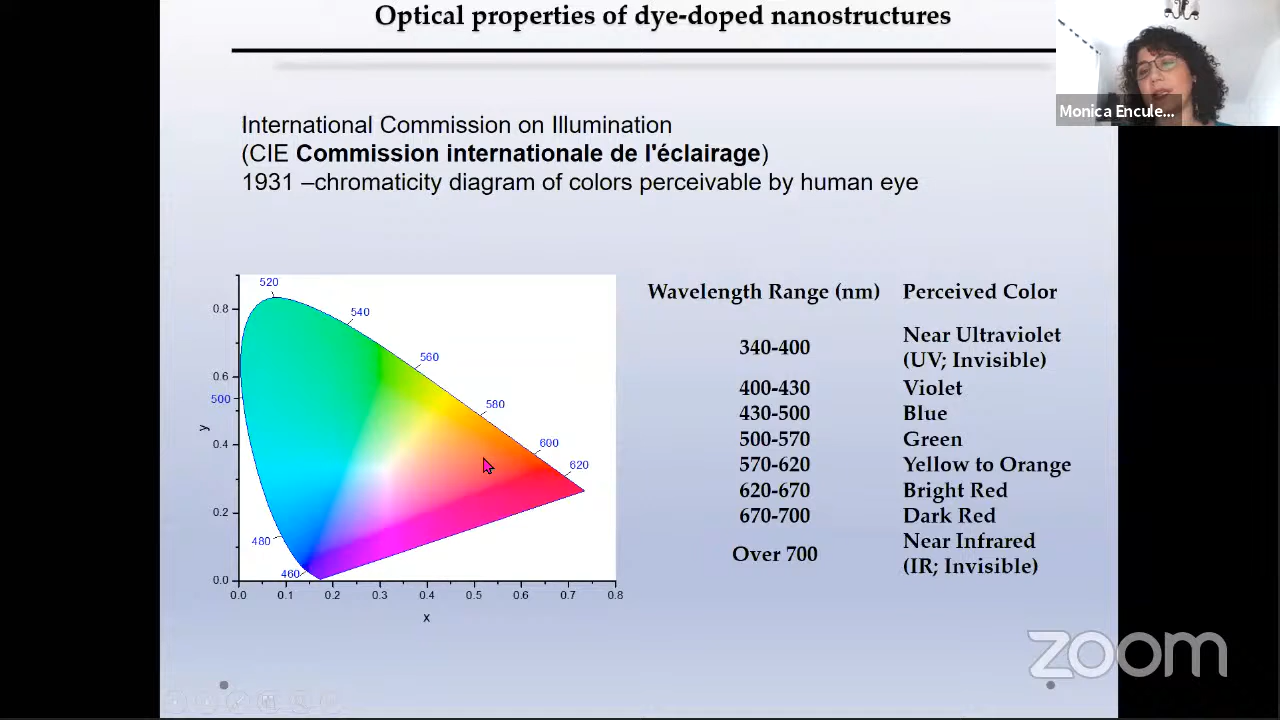 Optical properties of dye-doped nanostructures
Monica Encule...
International Commission on Illumination
(CIE Commission internationale de l'éclairage)
1931 –chromaticity diagram of colors perceivable by human eye
520
540
560
580
600
620
500
480
460
0.8
0.6
0.4
0.2
0.0
y
0.0 0.1 0.2 0.3 0.4 0.5 0.6 0.7 0.8
x
Wavelength Range (nm) Perceived Color
340-400 Near Ultraviolet
(UV; Invisible)
400-430 Violet
430-500 Blue
500-570 Green
570-620 Yellow to Orange
620-670 Bright Red
670-700 Dark Red
Over 700 Near Infrared
(IR; Invisible)
zoom